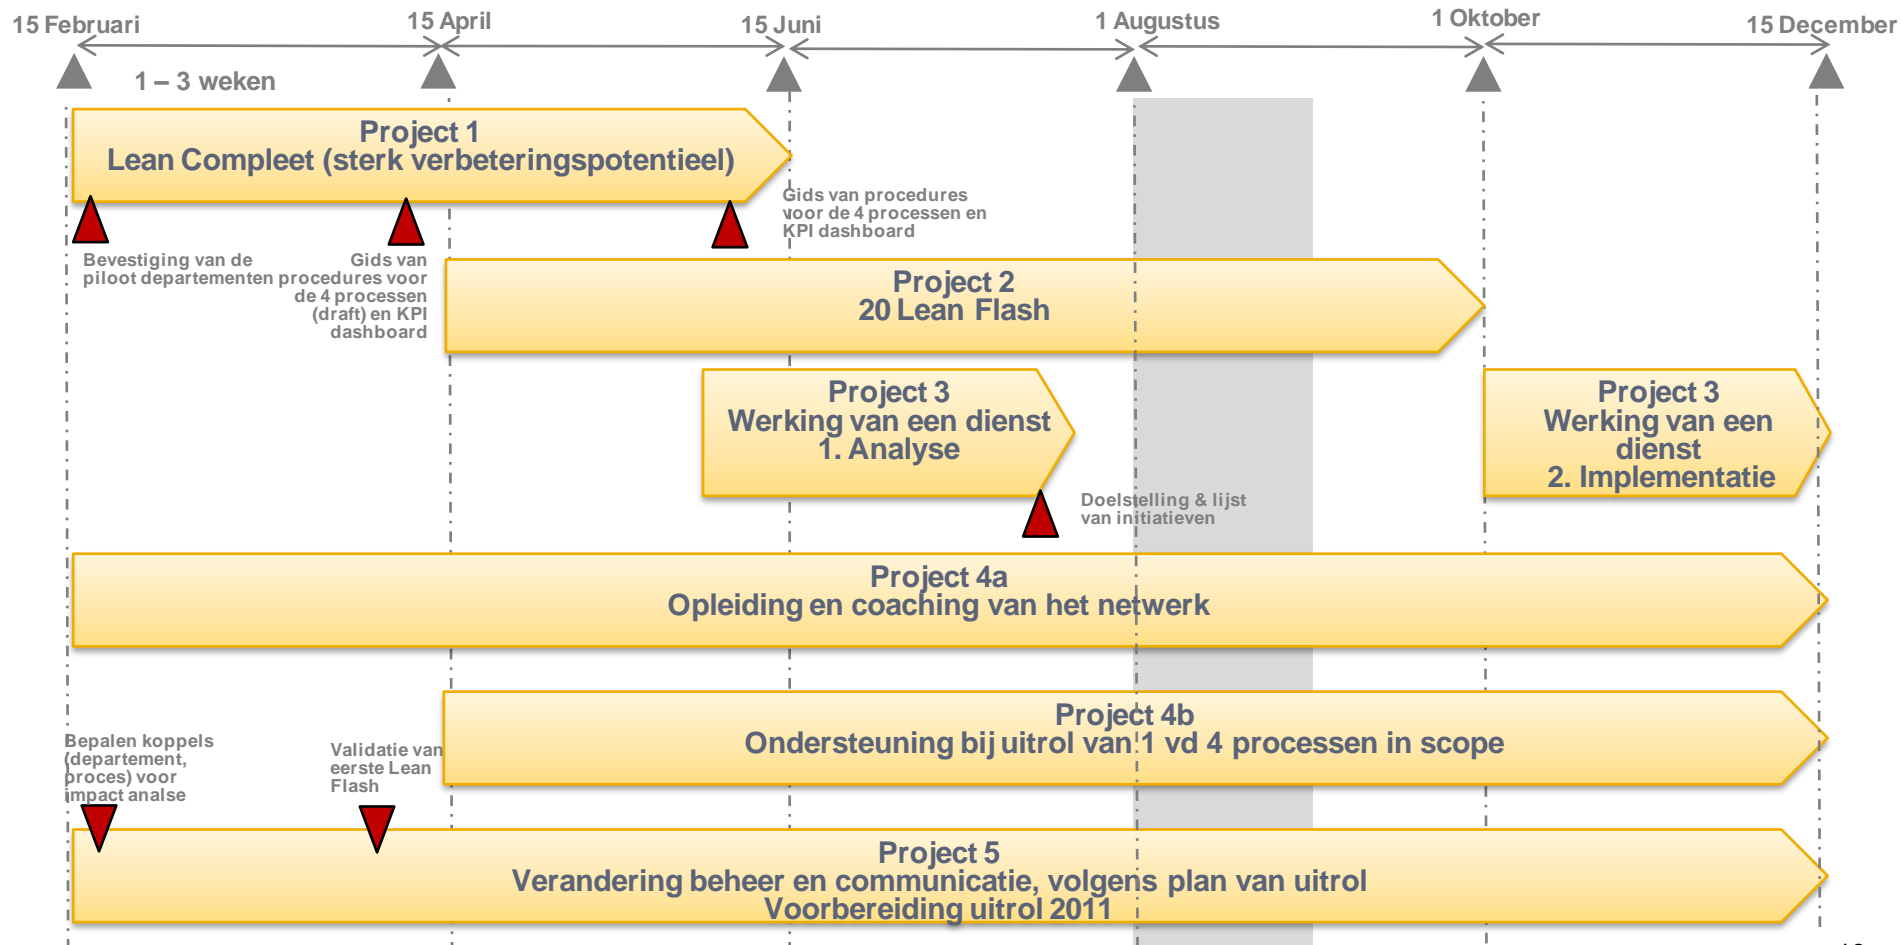 15 Februari
15 April
15 Juni
1 Augustus
1 Oktober
15 December
1 – 3 weken
Project 1
Lean Compleet (sterk verbeteringspotentieel)
Gids van procedures
voor de 4 processen en
KPI dashboard
Bevestiging van de
piloot departementen
Gids van
procedures voor
de 4 processen
(draft) en KPI
dashboard
Project 2
20 Lean Flash
Project 3
Werking van een dienst
1. Analyse
Project 3
Werking van een
dienst
2. Implementatie
Doelstelling & lijst
van initiatieven
Project 4a
Opleiding en coaching van het netwerk
Project 4b
Ondersteuning bij uitrol van 1 vd 4 processen in scope
Bepalen koppels
(departement,
proces) voor
impact analse
Validatie van
eerste Lean
Flash
Project 5
Verandering beheer en communicatie, volgens plan van uitrol
Voorbereiding uitrol 2011